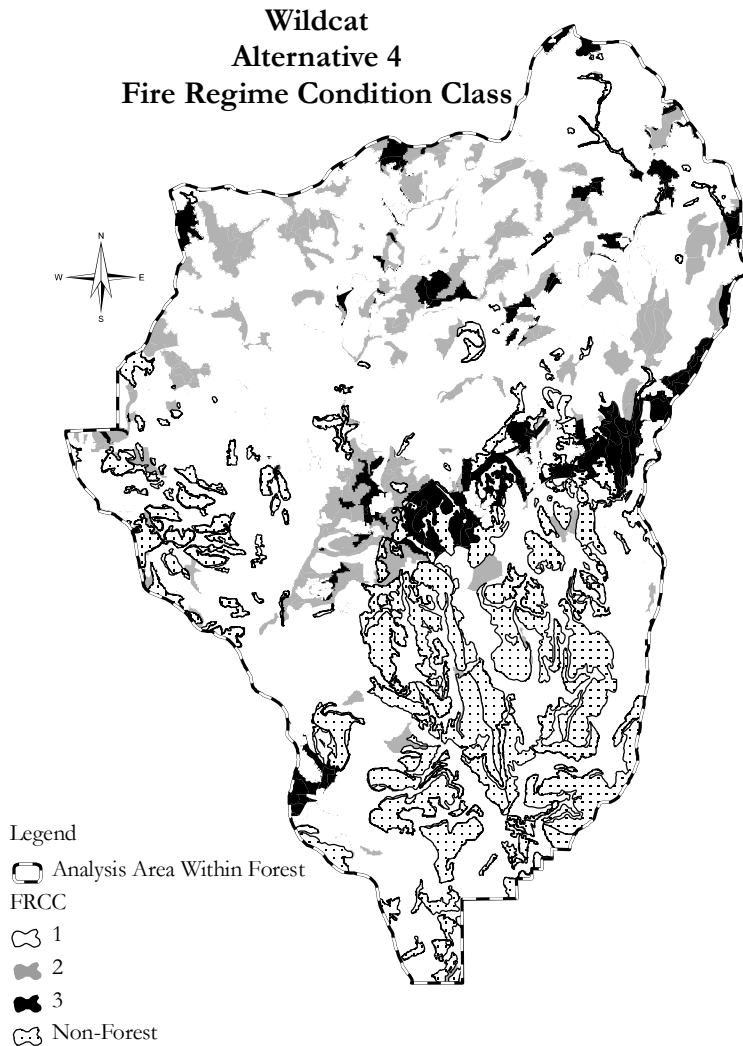 Wildcat
Alternative 4
Fire Regime Condition Class
N
W E
S
Legend
Analysis Area Within Forest
FRCC
1
2
3
Non-Forest